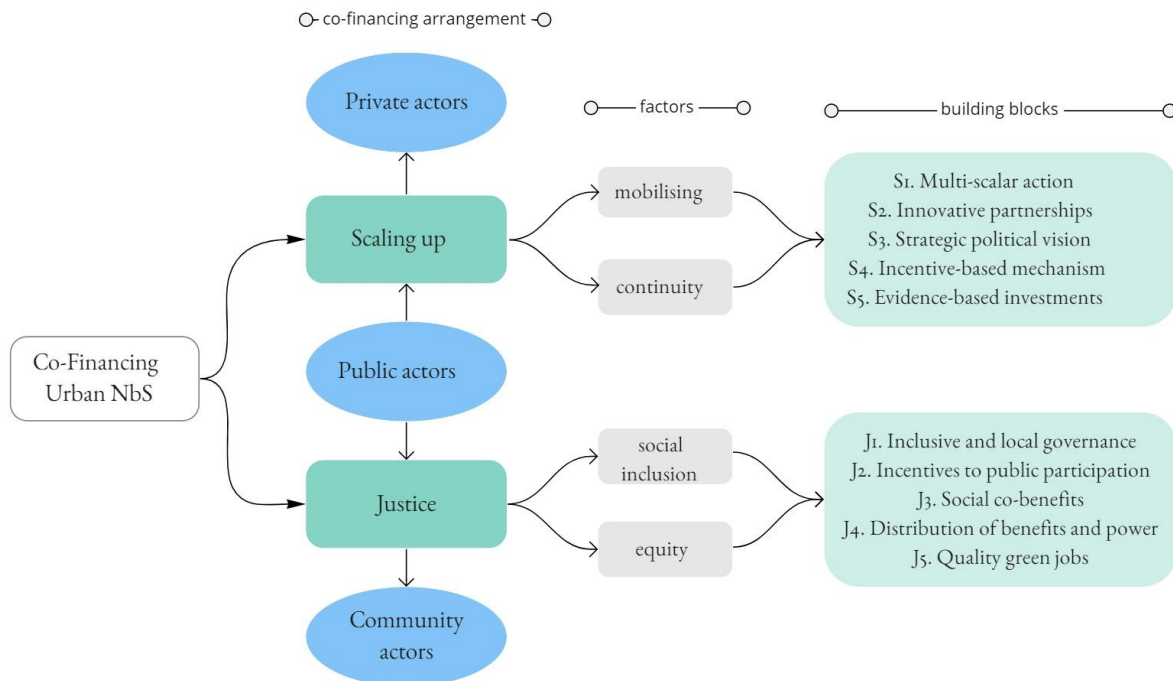 co-financing arrangement
Private actors
factors
building blocks
mobilising
Scaling up
continuity
S1. Multi-scalar action
S2. Innovative partnerships
S3. Strategic political vision
S4. Incentive-based mechanism
S5. Evidence-based investments
Co-Financing
Urban NbS
Public actors
social
inclusion
Justice
equity
J1. Inclusive and local governance
J2. Incentives to public participation
J3. Social co-benefits
J4. Distribution of benefits and power
J5. Quality green jobs
Community
actors